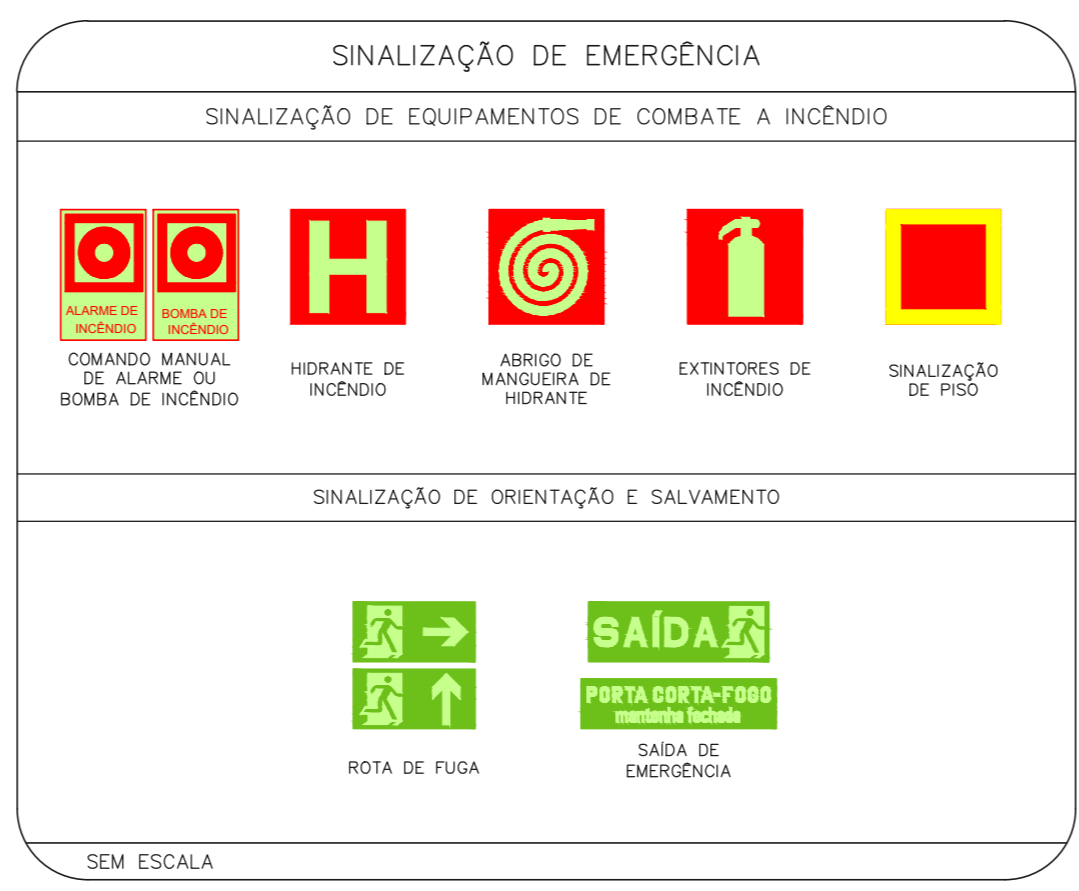 SINALIZAÇÃO DE EMERGÊNCIA
SINALIZAÇÃO DE EQUIPAMENTOS DE COMBATE A INCÊNDIO
ALARME DE
INCÊNDIO
BOMBA DE
INCÊNDIO
COMANDO MANUAL
DE ALARME OU
BOMBA DE INCÊNDIO
H
HIDRANTE DE
INCÊNDIO
ABRIGO DE
MANGUEIRA DE
HIDRANTE
EXTINTORES DE
INCÊNDIO
SINALIZAÇÃO
DE PISO
SINALIZAÇÃO DE ORIENTAÇÃO E SALVAMENTO
ROTA DE FUGA
SAÍDA
PORTA CORTA-FOGO
mantenha fechada
SAÍDA DE
EMERGÊNCIA
SEM ESCALA